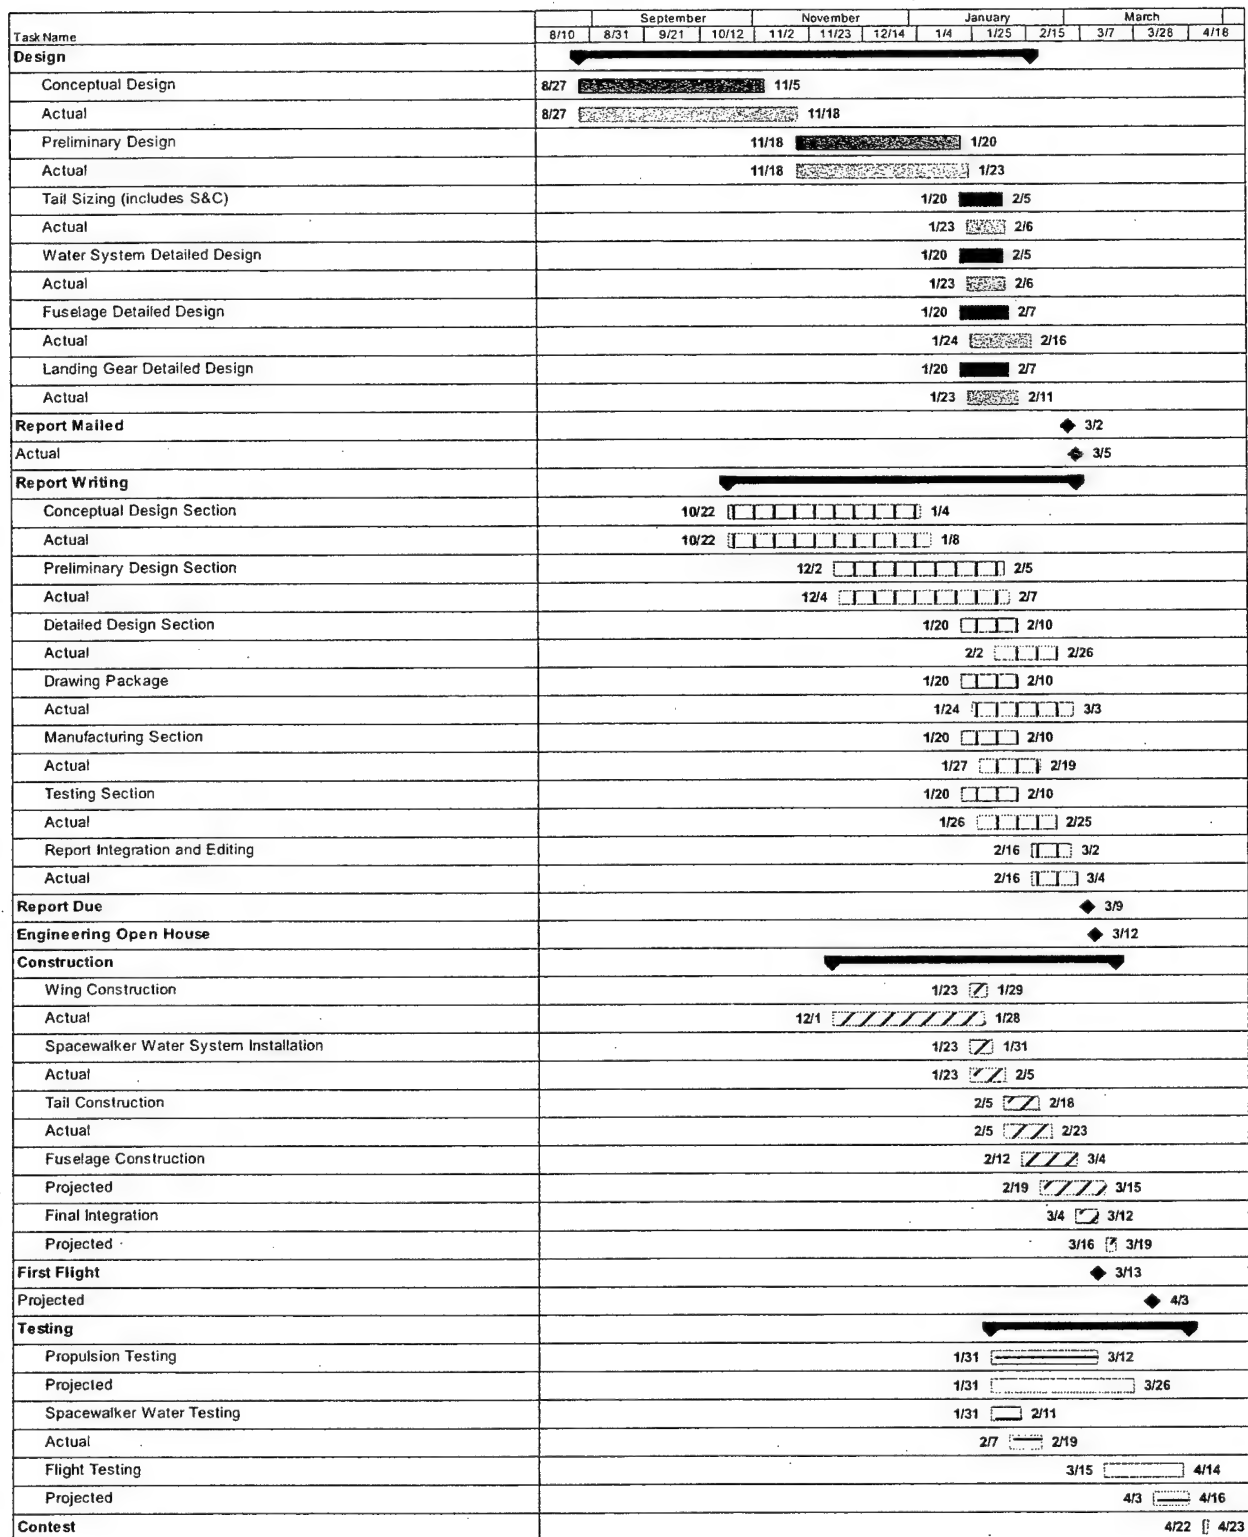 September November January March
Task Name 8/10 8/31 9/21 10/12 11/2 11/23 12/14 1/4 1/25 2/15 3/7 3/28 4/18
Design
Conceptual Design 8/27 11/5
Actual 8/27 11/18
Preliminary Design 11/18 1/20
Actual 11/18 1/23
Tail Sizing (includes S&C) 1/20 2/5
Actual 1/23 2/6
Water System Detailed Design 1/20 2/5
Actual 1/23 2/6
Fuselage Detailed Design 1/20 2/7
Actual 1/24 2/16
Landing Gear Detailed Design 1/20 2/7
Actual 1/23 2/11
Report Mailed 3/2
Actual 3/5
Report Writing
Conceptual Design Section 10/22 1/4
Actual 10/22 1/8
Preliminary Design Section 12/2 2/5
Actual 12/4 2/7
Detailed Design Section 1/20 2/10
Actual 2/2 2/26
Drawing Package 1/20 2/10
Actual 1/24 3/3
Manufacturing Section 1/20 2/10
Actual 1/27 2/19
Testing Section 1/20 2/10
Actual 1/26 2/25
Report Integration and Editing 2/16 3/2
Actual 2/16 3/4
Report Due 3/9
Engineering Open House 3/12
Construction
Wing Construction 1/23 1/29
Actual 12/1 1/28
Spacewalker Water System Installation 1/23 1/31
Actual 1/23 2/5
Tail Construction 2/5 2/18
Actual 2/5 2/23
Fuselage Construction 2/12 3/4
Projected 2/19 3/15
Final Integration 3/4 3/12
Projected 3/16 3/19
First Flight 3/13
Projected 4/3
Testing
Propulsion Testing 1/31 3/12
Projected 1/31 3/26
Spacewalker Water Testing 1/31 2/11
Actual 2/7 2/19
Flight Testing 3/15 4/14
Projected 4/3 4/16
Contest 4/22 4/23